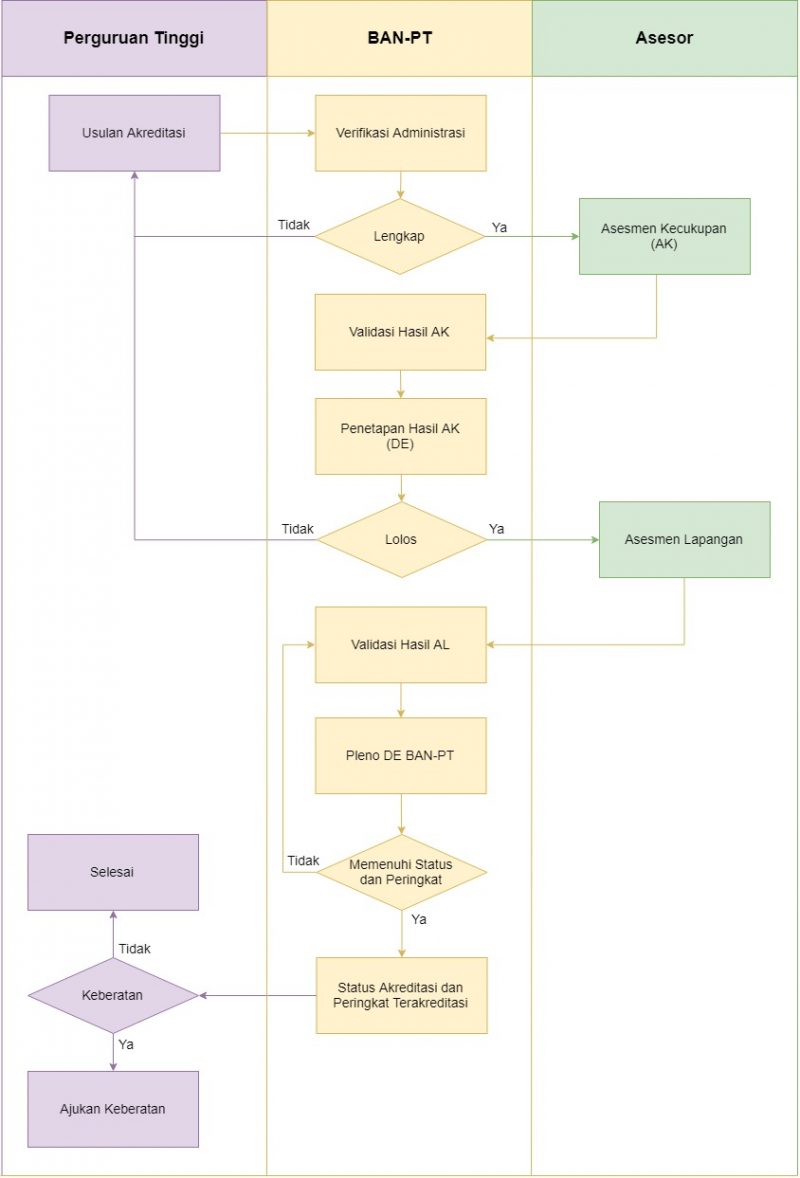 Perguruan Tinggi
BAN-PT
Asesor
Usulan Akreditasi
Verifikasi Administrasi
Tidak
Lengkap
Ya
Asesmen Kecukupan
(AK)
Validasi Hasil AK
Penetapan Hasil AK
(DE)
Tidak
Lolos
Ya
Asesmen Lapangan
Validasi Hasil AL
Pleno DE BAN-PT
Tidak
Memenuhi Status
dan Peringkat
Ya
Selesai
Tidak
Keberatan
Status Akreditasi dan
Peringkat Terakreditasi
Ya
Ajukan Keberatan